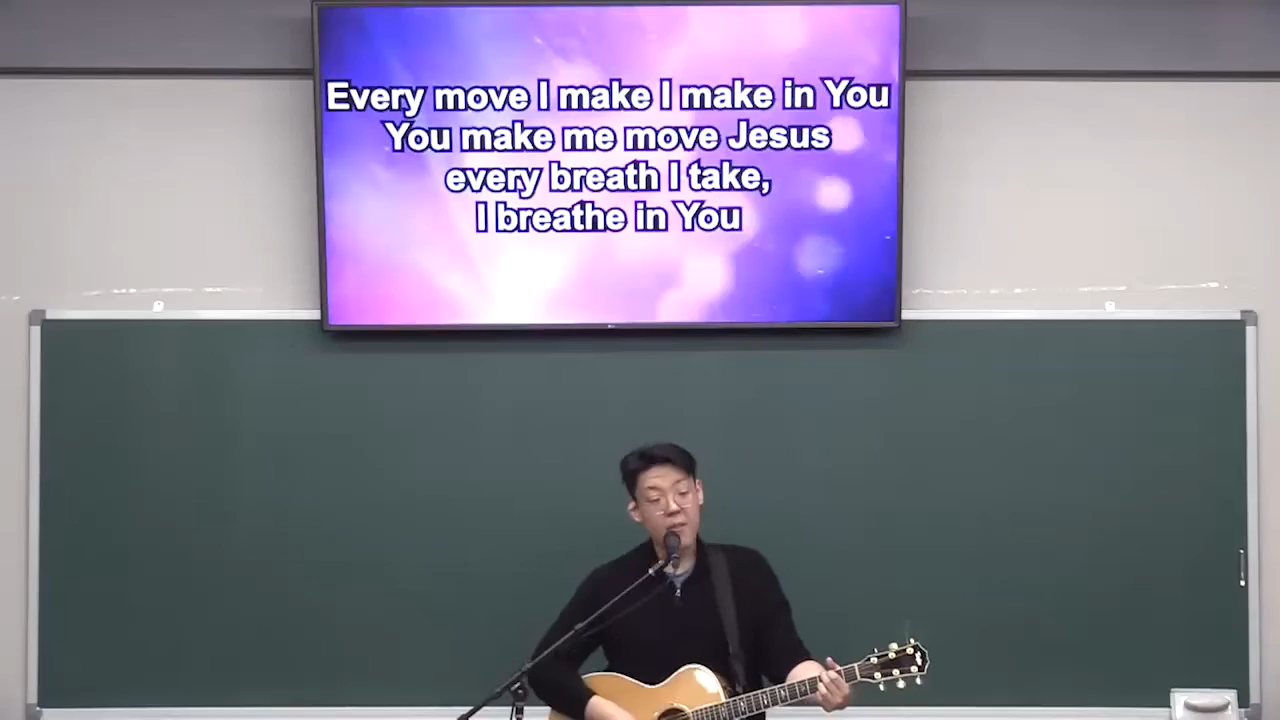 Every move I make I make in You
You make me move Jesus
every breath I take,
I breathe in You